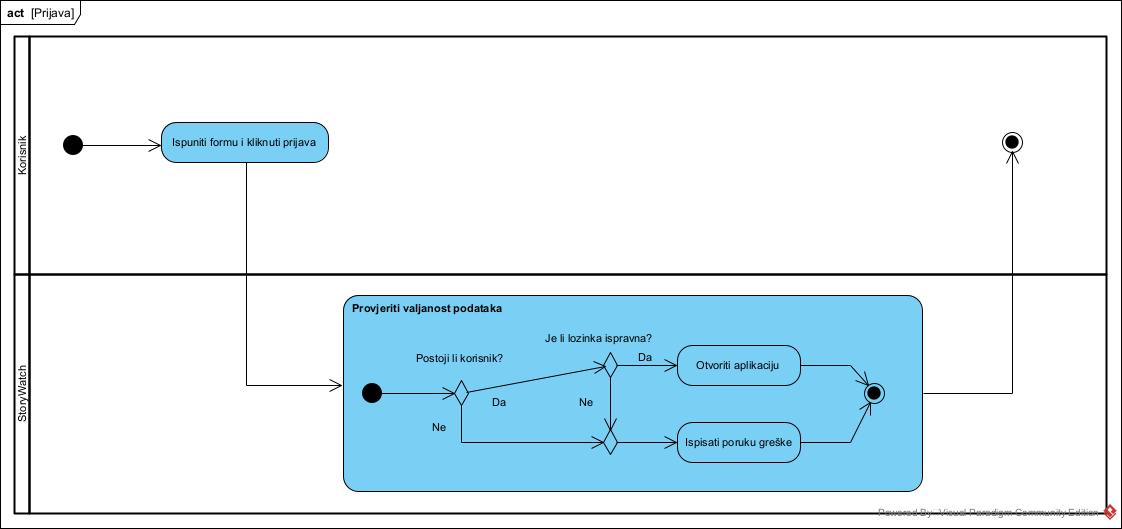 act [Prijava]
Korisnik
Ispuniti formu i kliknuti prijava
StoryWatch
Provjeriti valjanost podataka
Je li lozinka ispravna?
Postoji li korisnik?
Da
Otvoriti aplikaciju
Da
Ne
Ne
Ispisati poruku greške
Powered By Visual Paradigm Community Edition